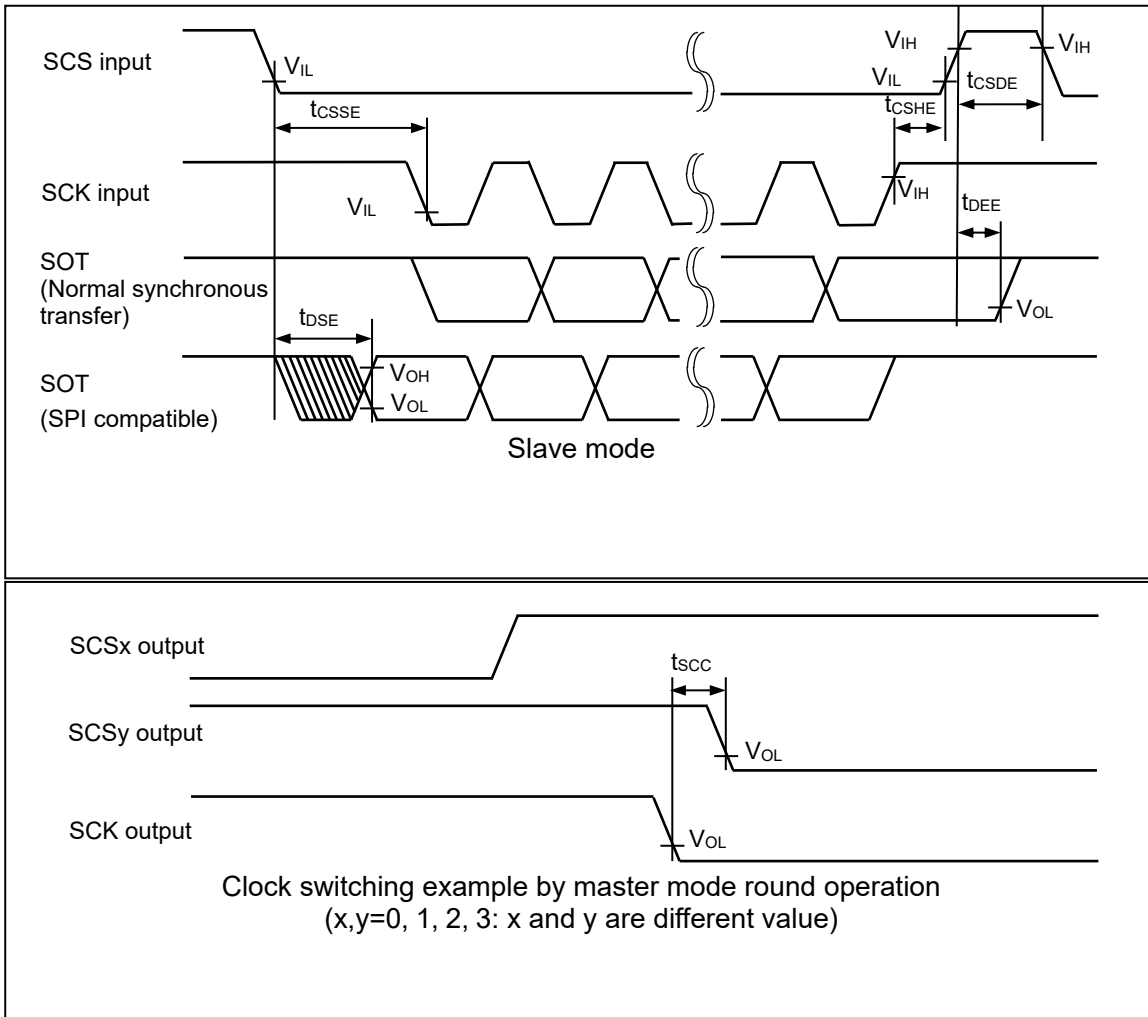 SCS input
VIL
VIH
VIH
VIL
tCSDE
tCSSE
tCSHE
SCK input
VIL
VIH
tDEE
SOT
(Normal synchronous
transfer)
VOL
tDSE
SOT
(SPI compatible)
VOH
VOL
Slave mode
SCSx output
tSCC
SCSy output
VOL
SCK output
VOL
Clock switching example by master mode round operation
(x,y=0, 1, 2, 3: x and y are different value)